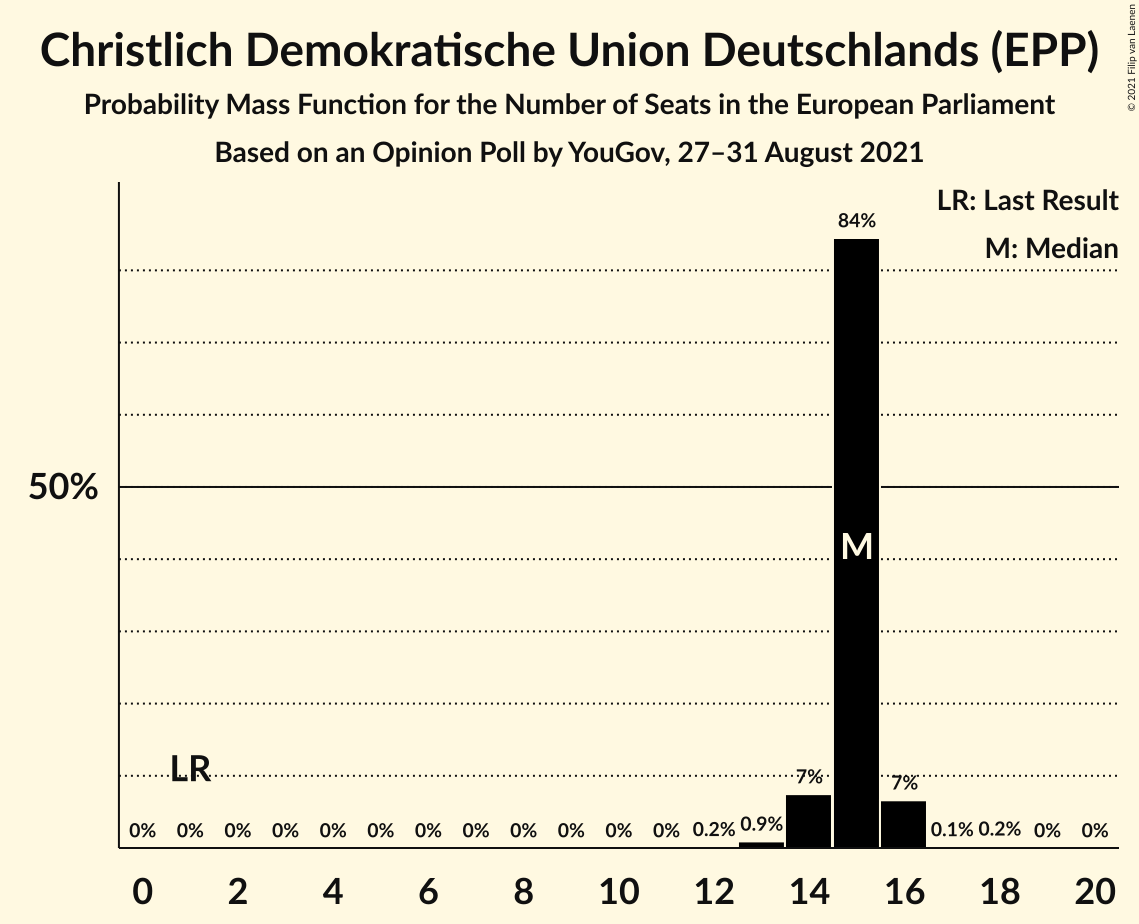 Christlich Demokratische Union Deutschlands (EPP)
Probability Mass Function for the Number of Seats in the European Parliament
Based on an Opinion Poll by YouGov, 27–31 August 2021
© 2021 Filip van Laenen
LR: Last Result
M: Median
84%
50%
M
LR
7%
7%
0% 0% 0% 0% 0% 0% 0% 0% 0% 0% 0% 0% 0.2% 0.9% 0.1% 0.2% 0% 0%
0 2 4 6 8 10 12 14 16 18 20